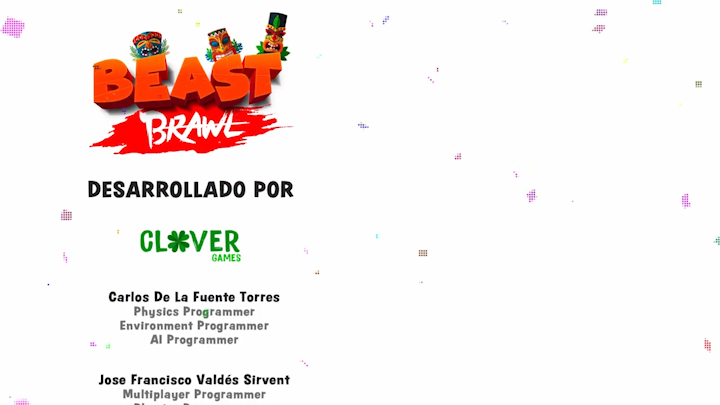 BEAST
BRAWL
DESARROLLADO POR
CLOVER
GAMES
Carlos De La Fuente Torres
Physics Programmer
Environment Programmer
AI Programmer
Jose Francisco Valdés Sirvent
Multiplayer Programmer